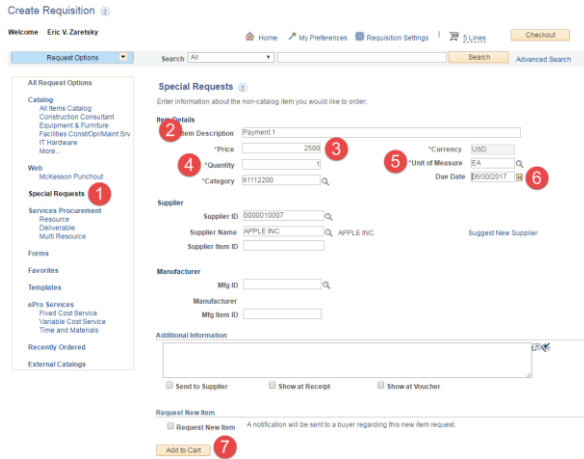 Create Requisition
Welcome Eric V. Zaretsky
Home My Preferences Requisition Settings 5 Lines Checkout
Request Options Search All Search Advanced Search
All Request Options
Catalog
All Items Catalog
Construction Consultant
Equipment & Furniture
Facilities Const/Opr/Maint Srv
IT Hardware
More...
Web
McKesson Punchout
Special Requests 1
Services Procurement
Resource
Deliverable
Multi Resource
Forms
Favorites
Templates
ePro Services
Fixed Cost Service
Variable Cost Service
Time and Materials
Recently Ordered
External Catalogs
Special Requests
Enter information about the non-catalog item you would like to order:
Item Details
2 Item Description Payment 1
*Price 2500 3 *Currency USD
4 *Quantity 1 5 *Unit of Measure EA
*Category 81112200 Due Date 06/30/2017 6
Supplier
Supplier ID 0000010007
Supplier Name APPLE INC APPLE INC Suggest New Supplier
Supplier Item ID
Manufacturer
Mfg ID
Manufacturer
Mfg Item ID
Additional Information
Send to Supplier Show at Receipt Show at Voucher
Request New Item
Request New Item A notification will be sent to a buyer regarding this new item request.
Add to Cart 7